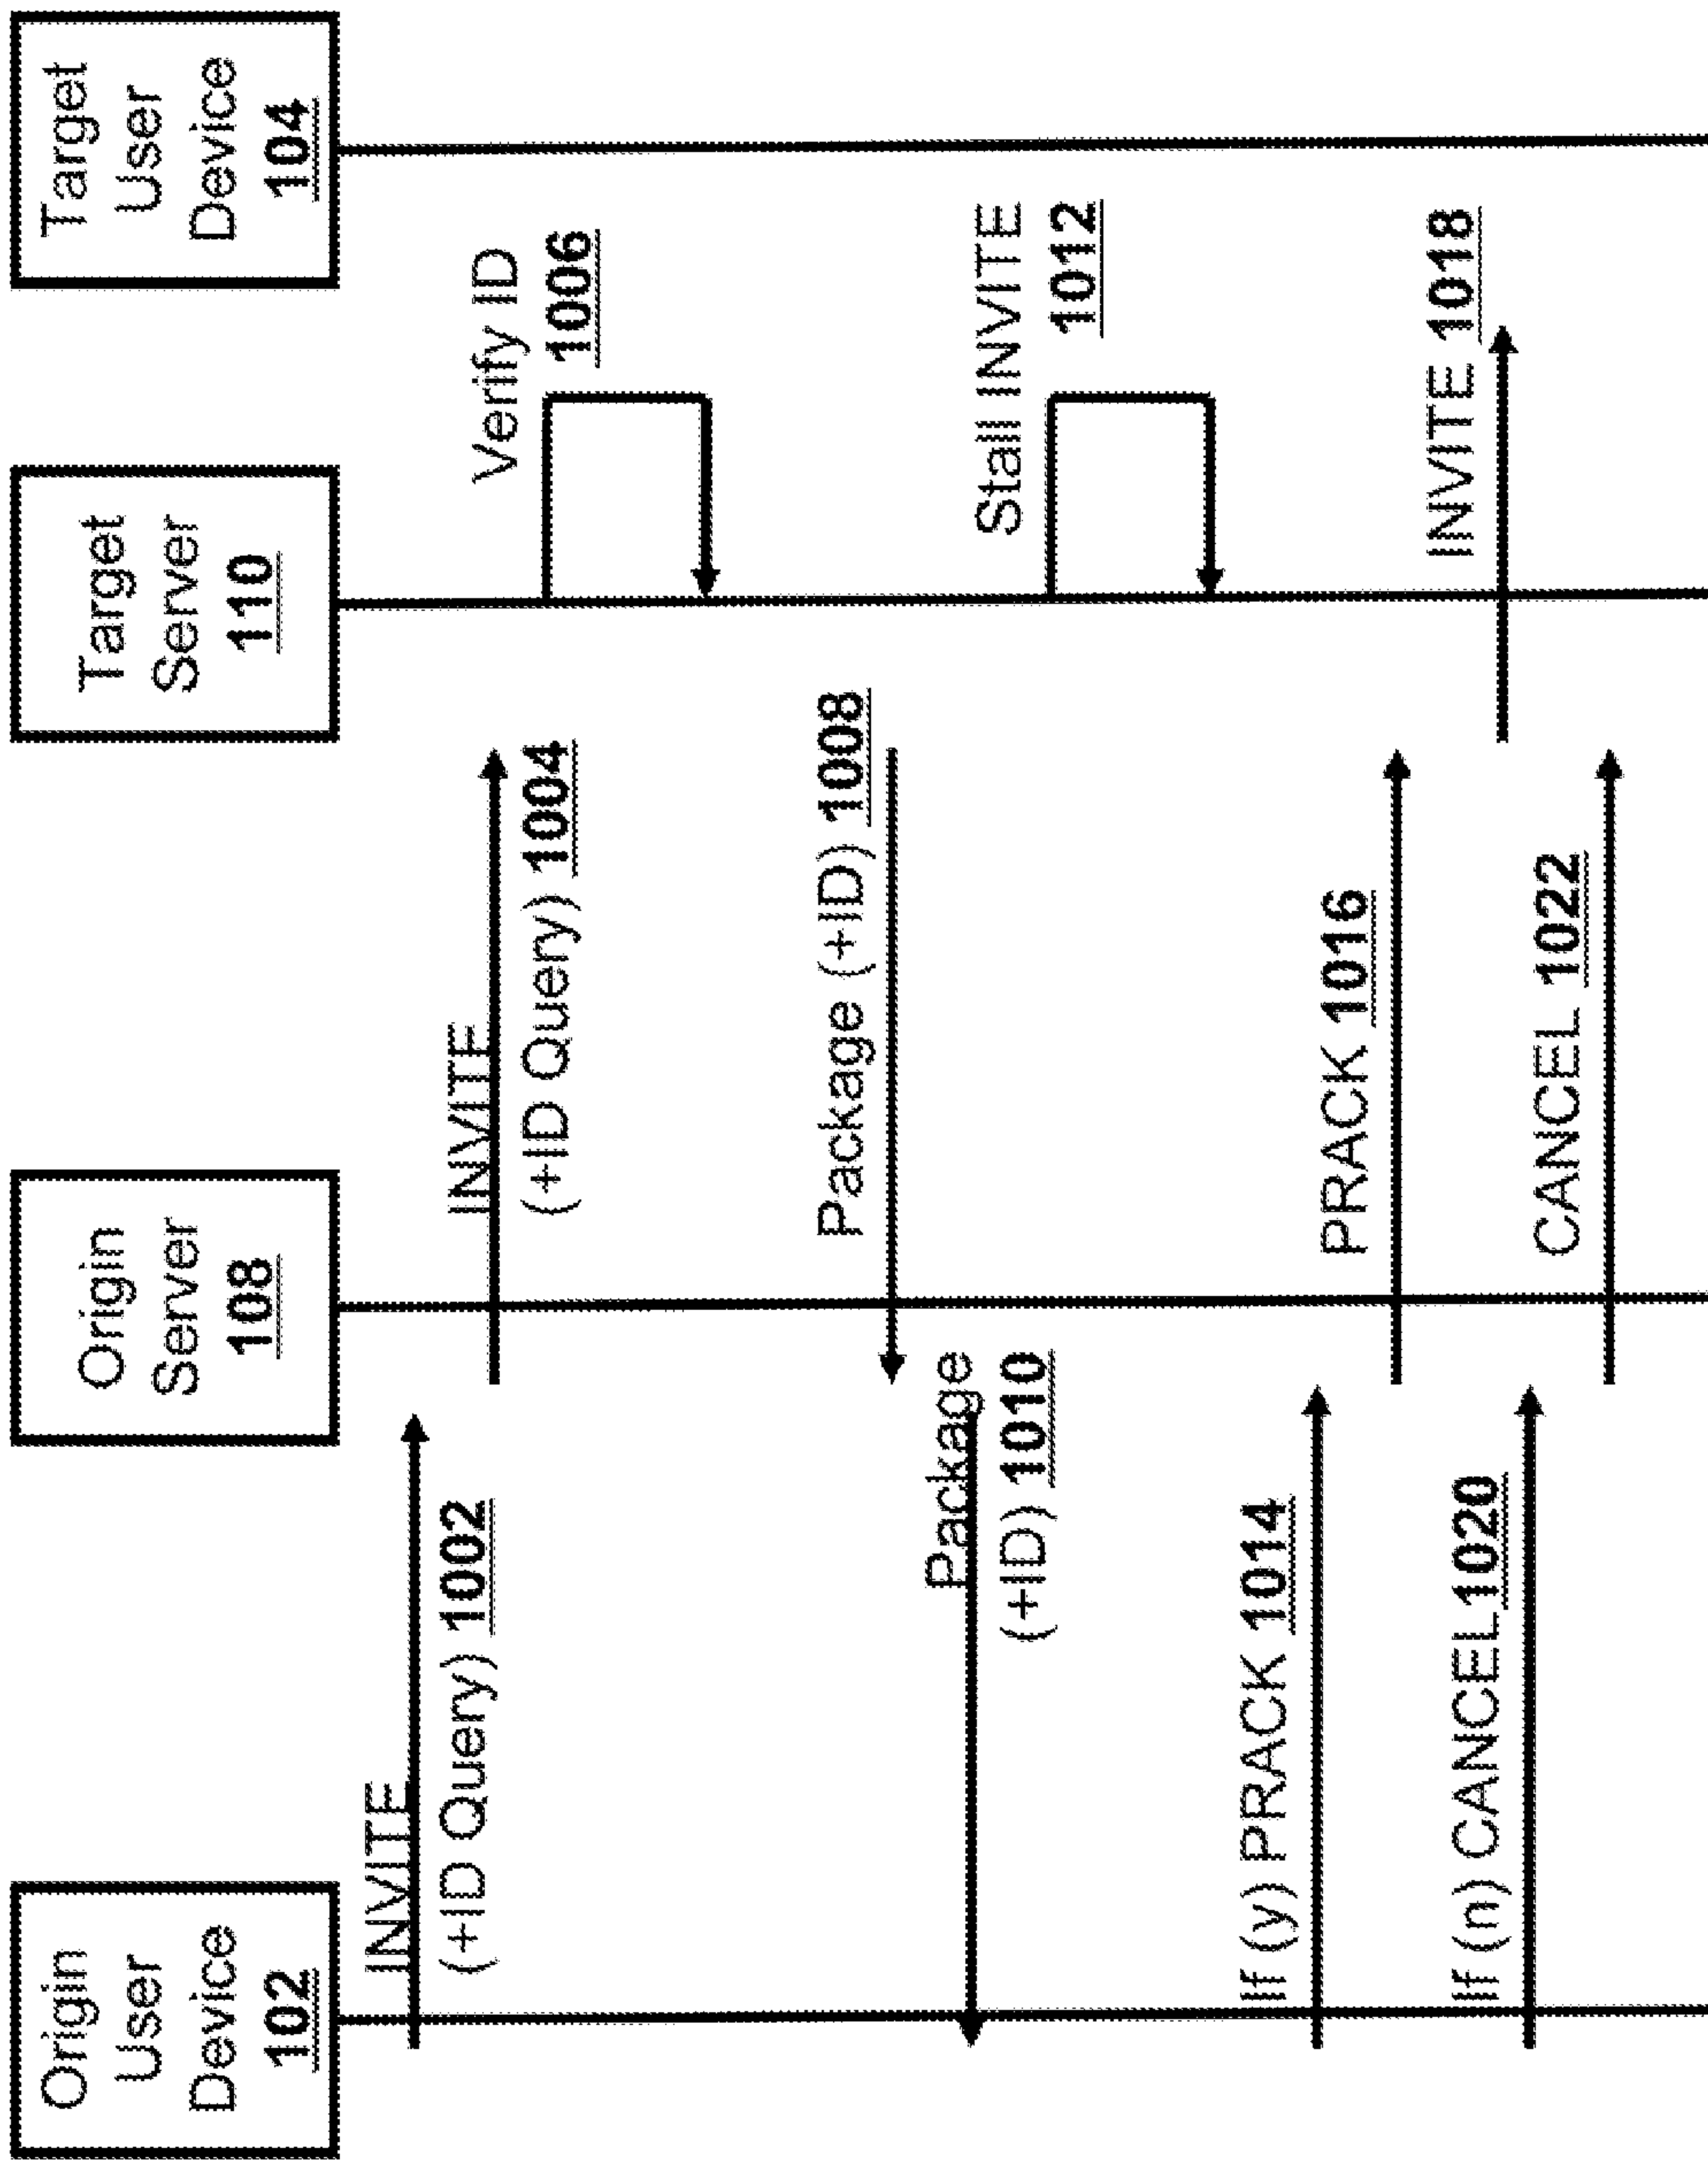 Origin
User
Device
102
Origin
Server
108
Target
Server
110
Target
User
Device
104
INVITE
(+ID Query) 1002
INVITE
(+ID Query) 1004
Verify ID
1006
Package (+ID) 1008
Package
(+ID) 1010
Stall INVITE
1012
If (y) PRACK 1014
PRACK 1016
INVITE 1018
If (n) CANCEL1020
CANCEL 1022